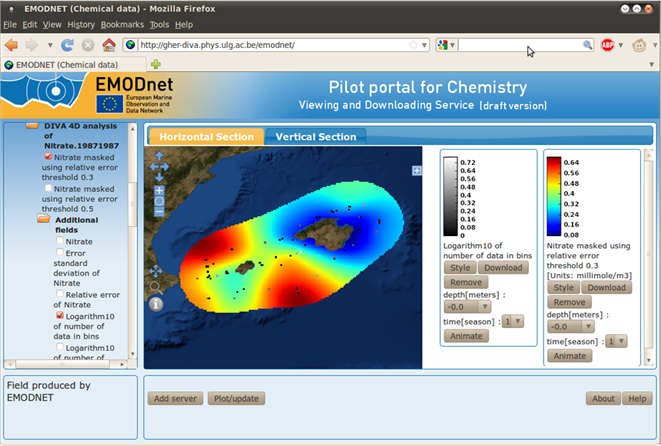 EMODNET (Chemical data) - Mozilla Firefox
File Edit View History Bookmarks Tools Help
http://gher-diva.phys.ulg.ac.be/emodnet/
ABP
EMODNET (Chemical data)
EMODnet
European Marine
Observation and
Data Network
Pilot portal for Chemistry
Viewing and Downloading Service (draft version)
DIVA 4D analysis
of
Nitrate.19871987
Nitrate masked
using relative error
threshold 0.3
Nitrate masked
using relative error
threshold 0.5
Additional
fields
Nitrate
Error
standard
deviation of
Nitrate
Relative error
of Nitrate
Logarithm10
of number of
data in bins
Logarithm10
of number of
Horizontal Section
Vertical Section
0.72
0.64
0.56
0.48
0.4
0.32
0.24
0.16
0.08
0
Logarithm10 of
number of data in bins
Style Download
Remove
depth[meters] :
-0.0
time[season] : 1
Animate
0.64
0.56
0.48
0.4
0.32
0.24
0.16
0.08
Nitrate masked using
relative error
threshold 0.3
[Units: millimole/m3]
Style Download
Remove
depth[meters] :
-0.0
time[season] : 1
Animate
Field produced by
EMODNET
Add server Plot/update
About Help